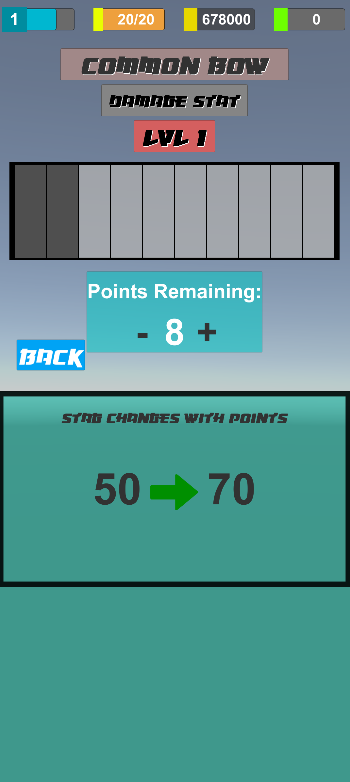 1 20/20 678000 0
COMMON BOW
DAMAGE STAT
LVL 1
Points Remaining:
- 8 +
BACK
STAT CHANGES WITH POINTS
50 70